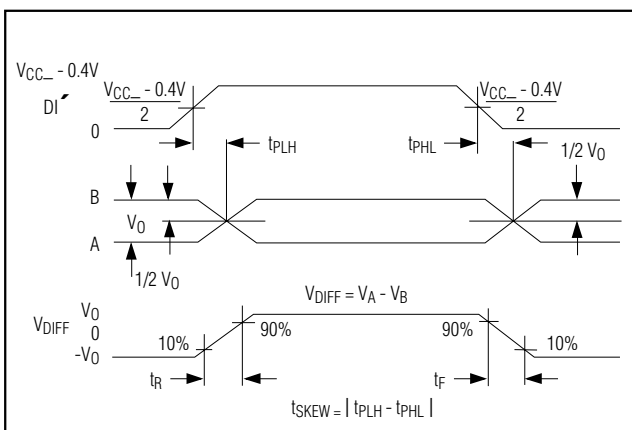 VCC_ - 0.4V
VCC_ - 0.4V
2
DI´
0
VCC_ - 0.4V
2
tPLH
tPHL
1/2 VO
B
VO
A
1/2 VO
VDIFF = VA - VB
VDIFF
VO
0
-VO
10%
90%
90%
10%
tR
tF
tSKEW = | tPLH - tPHL |